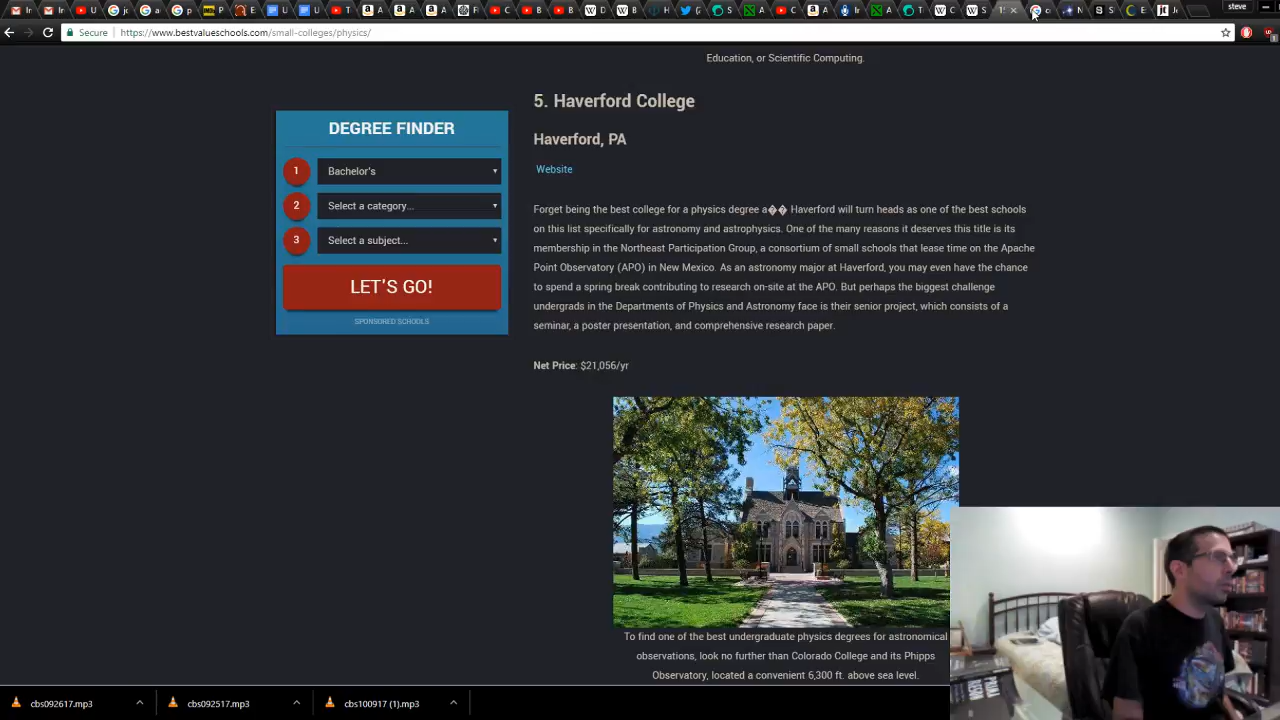 steve
Secure https://www.bestvalueschools.com/small-colleges/physics/
Education, or Scientific Computing.
5. Haverford College
Haverford, PA
Website
DEGREE FINDER
1 Bachelor's
2 Select a category...
3 Select a subject...
LET'S GO!
SPONSORED SCHOOLS
Forget being the best college for a physics degree a�� Haverford will turn heads as one of the best schools
on this list specifically for astronomy and astrophysics. One of the many reasons it deserves this title is its
membership in the Northeast Participation Group, a consortium of small schools that lease time on the Apache
Point Observatory (APO) in New Mexico. As an astronomy major at Haverford, you may even have the chance
to spend a spring break contributing to research on-site at the APO. But perhaps the biggest challenge
undergrads in the Departments of Physics and Astronomy face is their senior project, which consists of a
seminar, a poster presentation, and comprehensive research paper.
Net Price: $21,056/yr
To find one of the best undergraduate physics degrees for astronomical
observations, look no further than Colorado College and its Phipps
Observatory, located a convenient 6,300 ft. above sea level.
cbs092617.mp3
cbs092517.mp3
cbs100917 (1).mp3